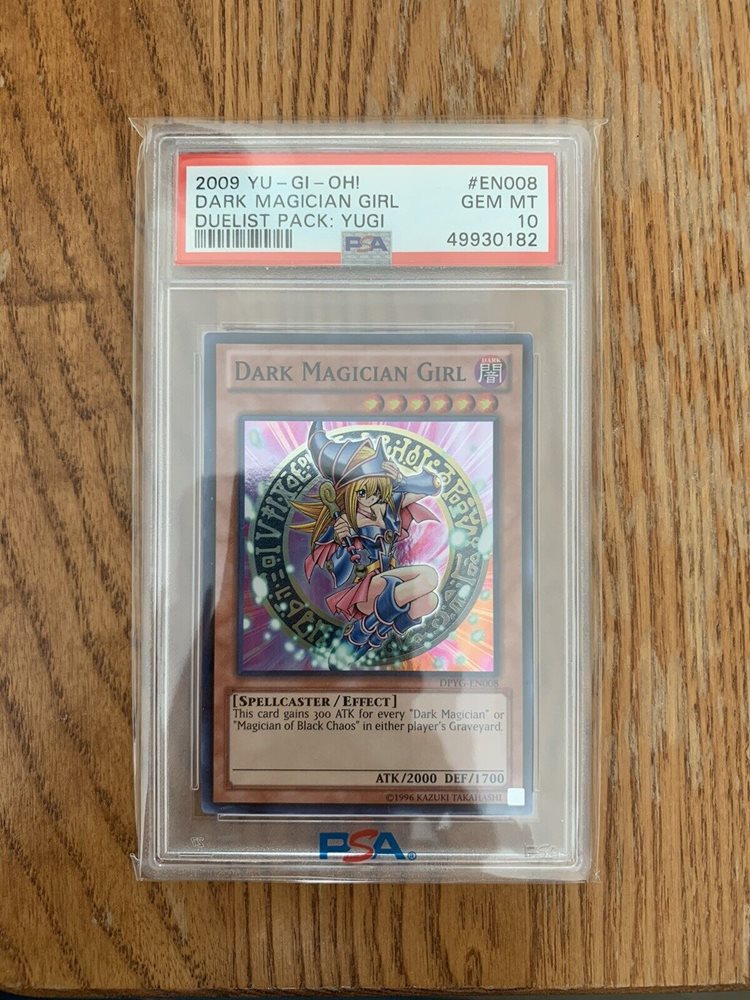 2009 YU-GI-OH! #EN008
DARK MAGICIAN GIRL GEM MT
DUELIST PACK: YUGI 10
PSA 49930182
DARK MAGICIAN GIRL
DARK
闇
DPYG-EN008
[SPELLCASTER/EFFECT]
This card gains 300 ATK for every "Dark Magician" or
"Magician of Black Chaos" in either player's Graveyard.
ATK/2000 DEF/1700
©1996 KAZUKI TAKAHASHI
PSA®
PSA